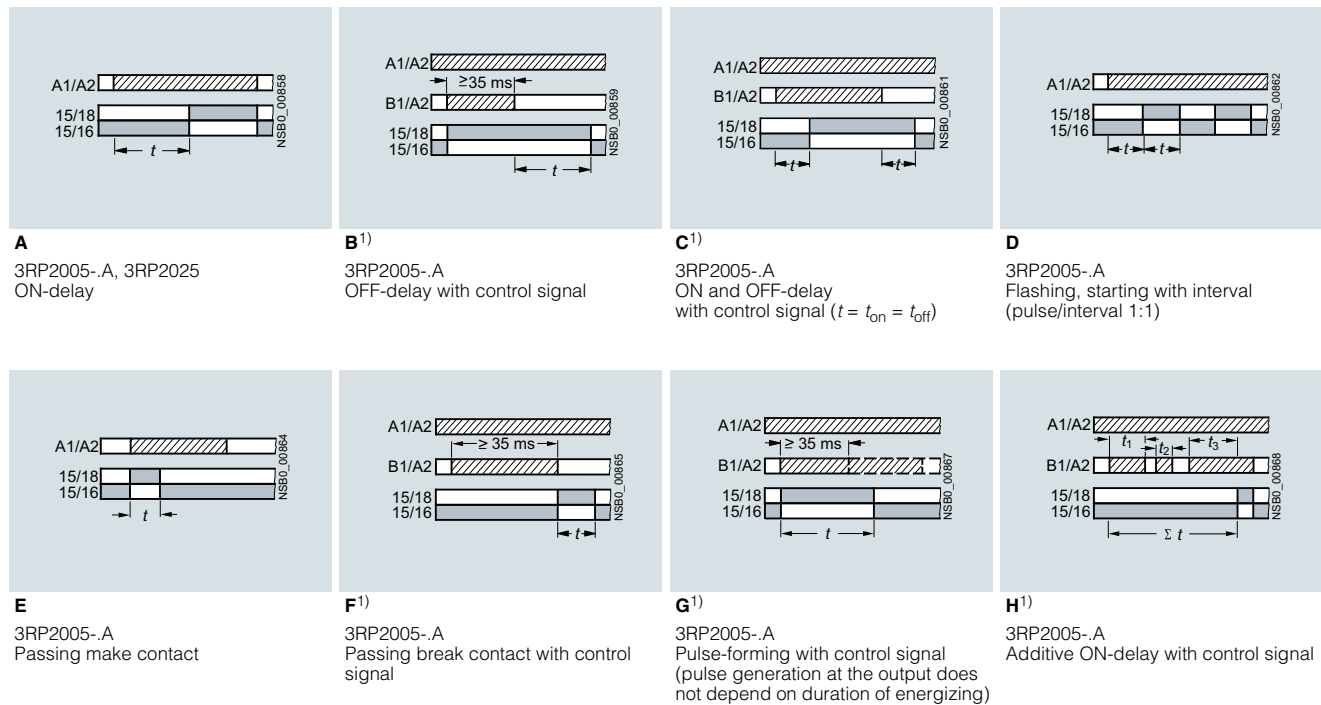 A1/A2
15/18
15/16
t
NSB0_00858
A
3RP2005-.A, 3RP2025
ON-delay
A1/A2
≥35 ms
B1/A2
15/18
15/16
t
NSB0_00859
B1)
3RP2005-.A
OFF-delay with control signal
A1/A2
B1/A2
15/18
15/16
t t
NSB0_00861
C1)
3RP2005-.A
ON and OFF-delay
with control signal (t = ton = toff)
A1/A2
15/18
15/16
t t
NSB0_00862
D
3RP2005-.A
Flashing, starting with interval
(pulse/interval 1:1)
A1/A2
15/18
15/16
t
NSB0_00864
E
3RP2005-.A
Passing make contact
A1/A2
≥ 35 ms
B1/A2
15/18
15/16
t
NSB0_00865
F1)
3RP2005-.A
Passing break contact with control
signal
A1/A2
≥ 35 ms
B1/A2
15/18
15/16
t
NSB0_00867
G1)
3RP2005-.A
Pulse-forming with control signal
(pulse generation at the output does
not depend on duration of energizing)
A1/A2
t1 t2 t3
B1/A2
15/18
15/16
Σ t
NSB0_00868
H1)
3RP2005-.A
Additive ON-delay with control signal